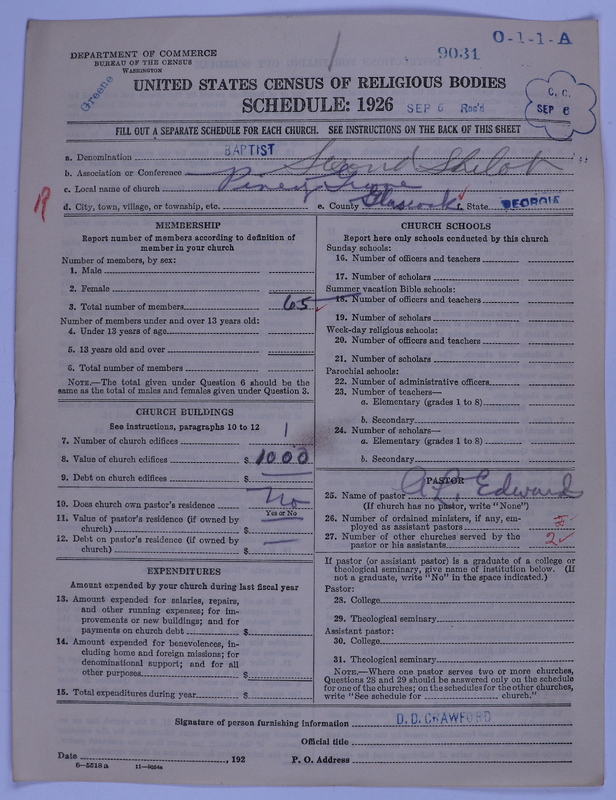 O-1-1-A
9031
DEPARTMENT OF COMMERCE
BUREAU OF THE CENSUS
WASHINGTON
Greene
UNITED STATES CENSUS OF RELIGIOUS BODIES
SCHEDULE: 1926
SEP 6 Rec'd
C. C.
SEP 6
FILL OUT A SEPARATE SCHEDULE FOR EACH CHURCH. SEE INSTRUCTIONS ON THE BACK OF THIS SHEET
a. Denomination BAPTIST
b. Association or Conference Second Shiloh
c. Local name of church Piney Grove
d. City, town, village, or township, etc. e. County Glascock State GEORGIA
MEMBERSHIP
Report number of members according to definition of
member in your church
Number of members, by sex:
1. Male
2. Female
3. Total number of members 65
Number of members under and over 13 years old:
4. Under 13 years of age
5. 13 years old and over
6. Total number of members
NOTE.—The total given under Question 6 should be the
same as the total of males and females given under Question 3.
CHURCH BUILDINGS
See instructions, paragraphs 10 to 12
7. Number of church edifices 1
8. Value of church edifices $ 1000
9. Debt on church edifices $
10. Does church own pastor's residence No
Yes or No
11. Value of pastor's residence (if owned by
church) $
12. Debt on pastor's residence (if owned by
church) $
EXPENDITURES
Amount expended by your church during last fiscal year
13. Amount expended for salaries, repairs,
and other running expenses; for im-
provements or new buildings; and for
payments on church debt $
14. Amount expended for benevolences, in-
cluding home and foreign missions; for
denominational support; and for all
other purposes $
15. Total expenditures during year $
CHURCH SCHOOLS
Report here only schools conducted by this church
Sunday schools:
16. Number of officers and teachers
17. Number of scholars
Summer vacation Bible schools:
18. Number of officers and teachers
19. Number of scholars
Week-day religious schools:
20. Number of officers and teachers
21. Number of scholars
Parochial schools:
22. Number of administrative officers
23. Number of teachers—
a. Elementary (grades 1 to 8)
b. Secondary
24. Number of scholars—
a. Elementary (grades 1 to 8)
b. Secondary
PASTOR
25. Name of pastor Edward
(If church has no pastor, write "None")
26. Number of ordained ministers, if any, em-
ployed as assistant pastors
27. Number of other churches served by the
pastor or his assistants 2
If pastor (or assistant pastor) is a graduate of a college or
theological seminary, give name of institution below. (If
not a graduate, write "No" in the space indicated.)
Pastor:
28. College
29. Theological seminary
Assistant pastor:
30. College
31. Theological seminary
NOTE.—Where one pastor serves two or more churches,
Questions 28 and 29 should be answered only on the schedule
for one of the churches; on the schedules for the other churches,
write "See schedule for church."
Signature of person furnishing information D. D. CRAWFORD
Official title
Date , 192 P. O. Address
6-5518a 11-9054a